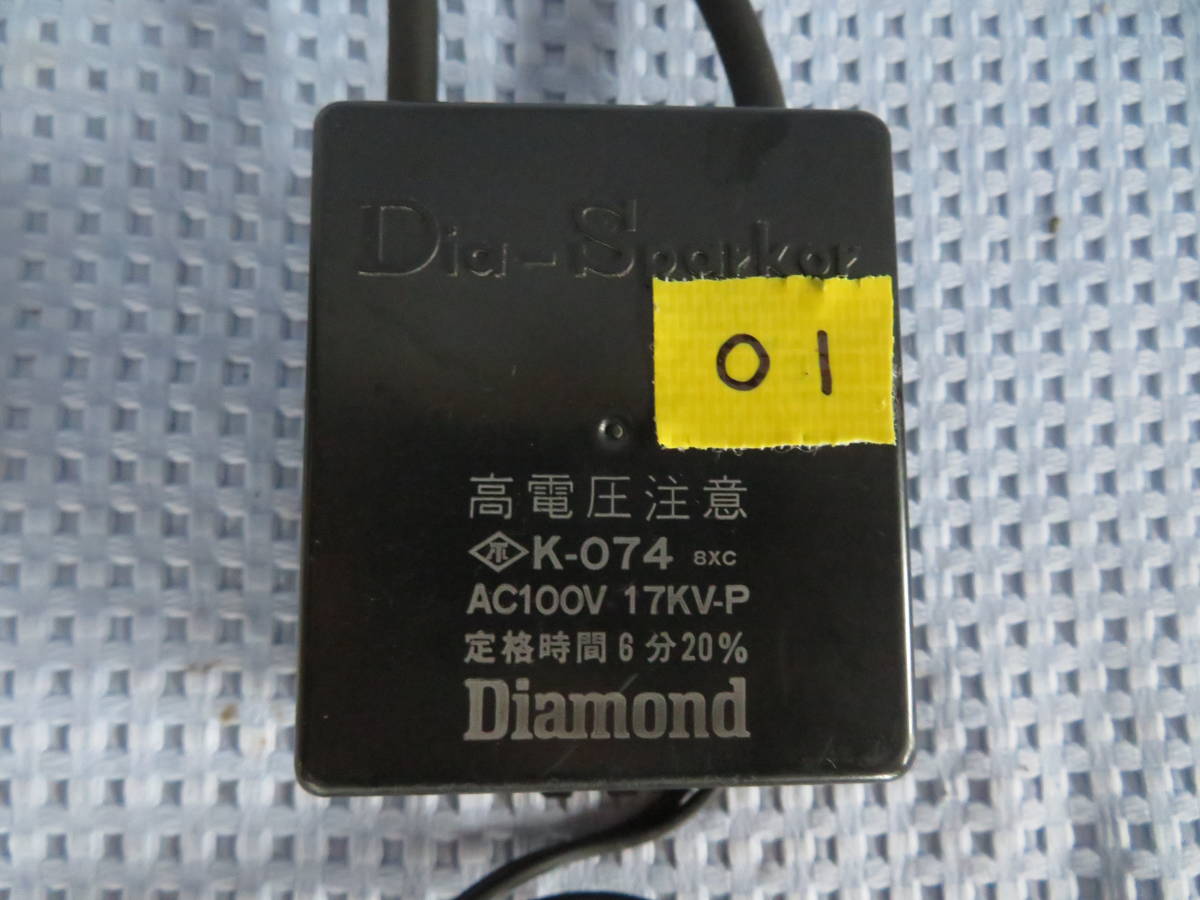 Dia-Sparkor
01
高電圧注意
K-074 8XC
AC100V 17KV-P
定格時間6分20%
Diamond